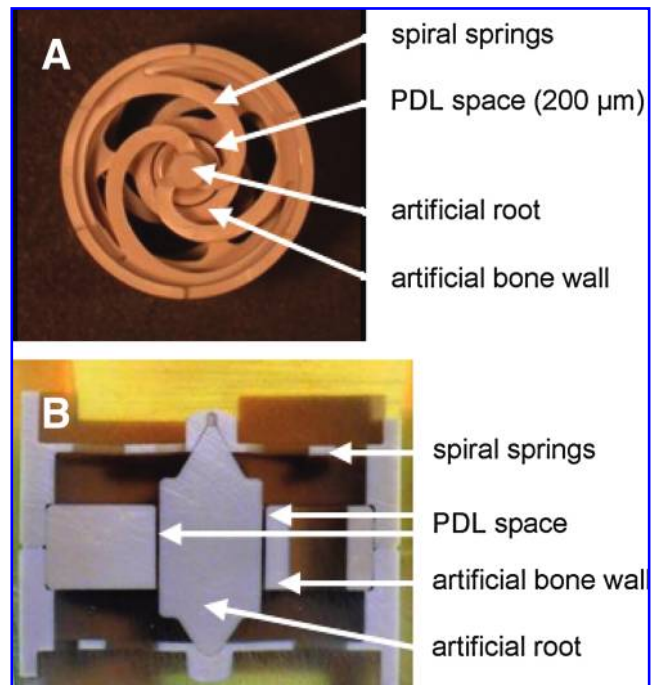 A
spiral springs
PDL space (200 µm)
artificial root
artificial bone wall
B
spiral springs
PDL space
artificial bone wall
artificial root